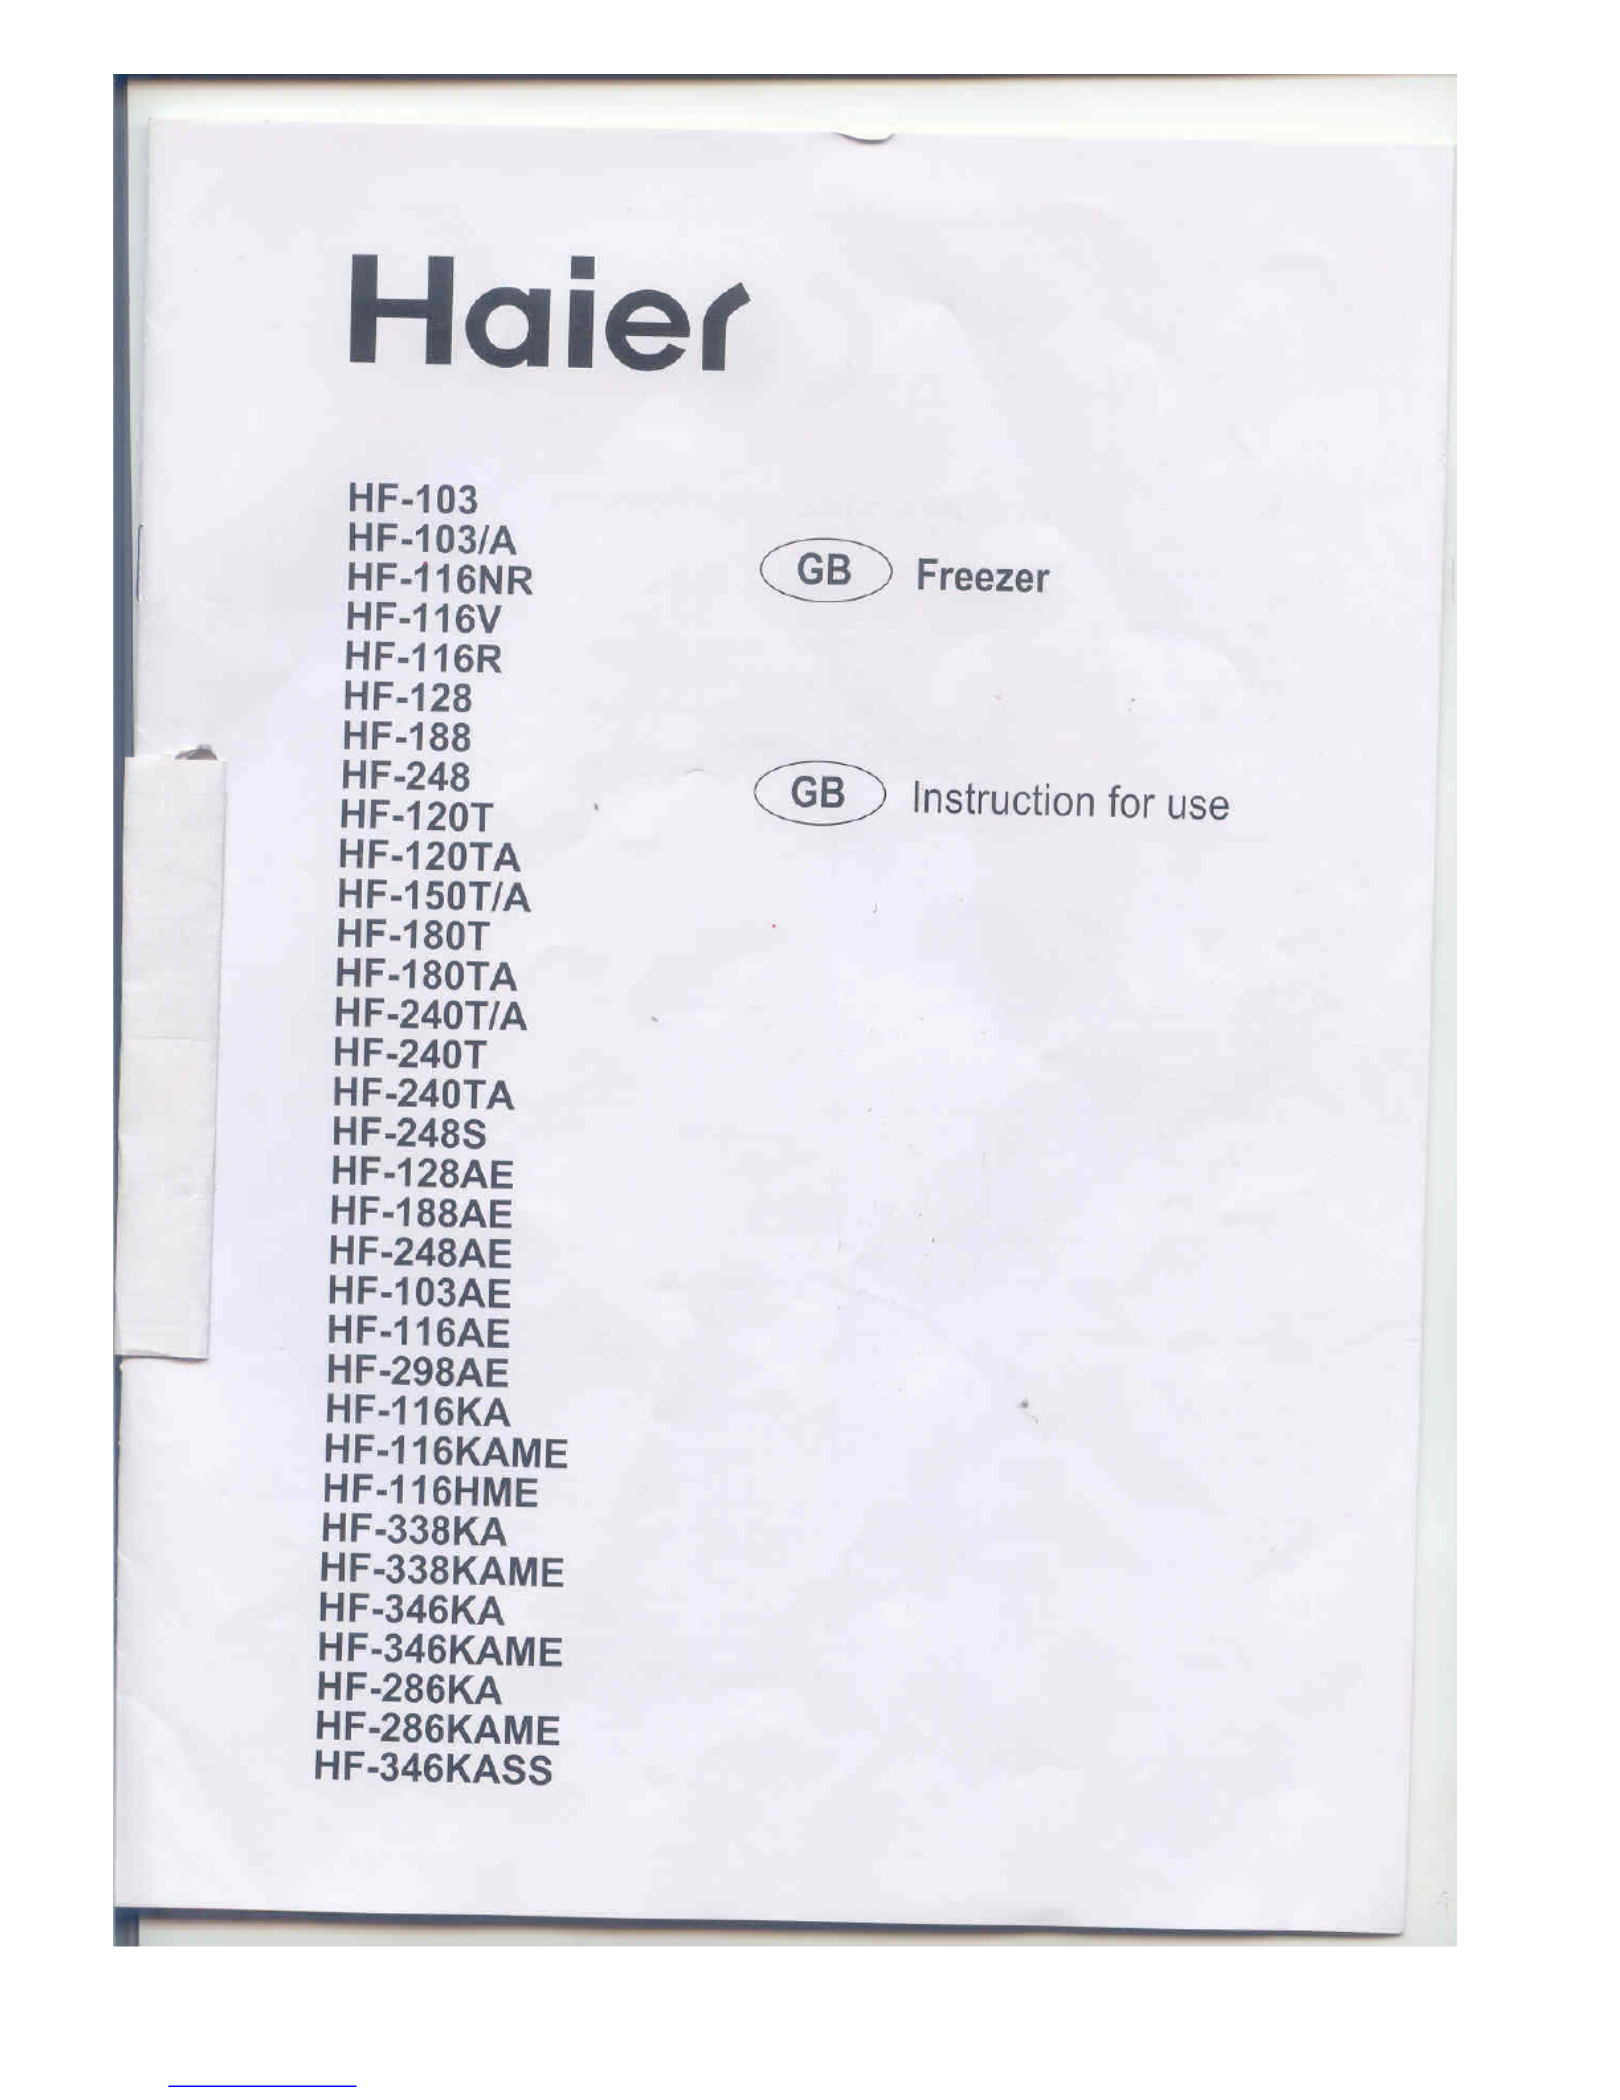 Haier
HF-103
HF-103/A
HF-116NR
HF-116V
HF-116R
HF-128
HF-188
HF-248
HF-120T
HF-120TA
HF-150T/A
HF-180T
HF-180TA
HF-240T/A
HF-240T
HF-240TA
HF-248S
HF-128AE
HF-188AE
HF-248AE
HF-103AE
HF-116AE
HF-298AE
HF-116KA
HF-116KAME
HF-116HME
HF-338KA
HF-338KAME
HF-346KA
HF-346KAME
HF-286KA
HF-286KAME
HF-346KASS
GB Freezer
GB Instruction for use